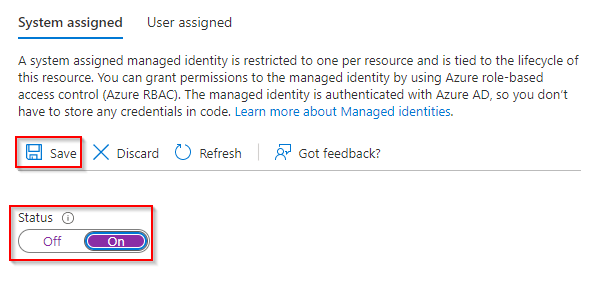 System assigned User assigned
A system assigned managed identity is restricted to one per resource and is tied to the lifecycle of
this resource. You can grant permissions to the managed identity by using Azure role-based
access control (Azure RBAC). The managed identity is authenticated with Azure AD, so you don't
have to store any credentials in code. Learn more about Managed identities.
Save Discard Refresh Got feedback?
Status
Off On